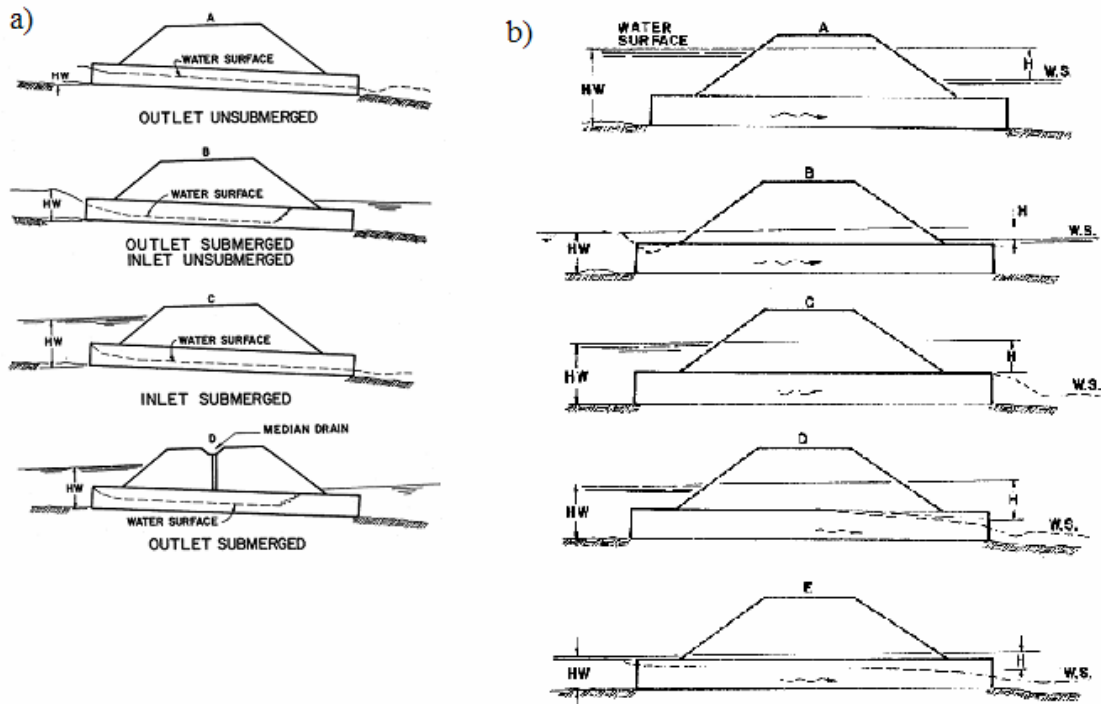 a)
A
WATER SURFACE
HW
OUTLET UNSUBMERGED
B
WATER SURFACE
HW
OUTLET SUBMERGED
INLET UNSUBMERGED
C
HW
WATER SURFACE
INLET SUBMERGED
MEDIAN DRAIN
D
HW
WATER SURFACE
OUTLET SUBMERGED
b)
WATER
SURFACE
A
H
W.S.
HW
B
H
W.S.
HW
C
H
HW
W.S.
D
H
HW
W.S.
E
H
HW
W.S.